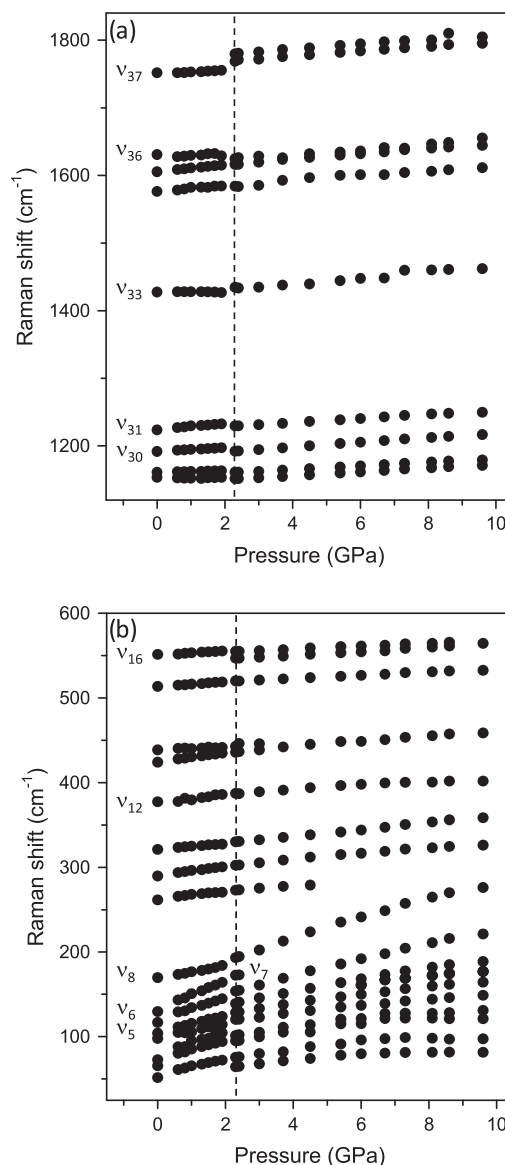 (a)
1800
ν37
ν36
1600
ν33
1400
ν31
1200
ν30
Raman shift (cm-1)
0 2 4 6 8 10
Pressure (GPa)
(b)
600
ν16
500
400
ν12
300
200
ν8
ν7
ν6
ν5
100
Raman shift (cm-1)
0 2 4 6 8 10
Pressure (GPa)